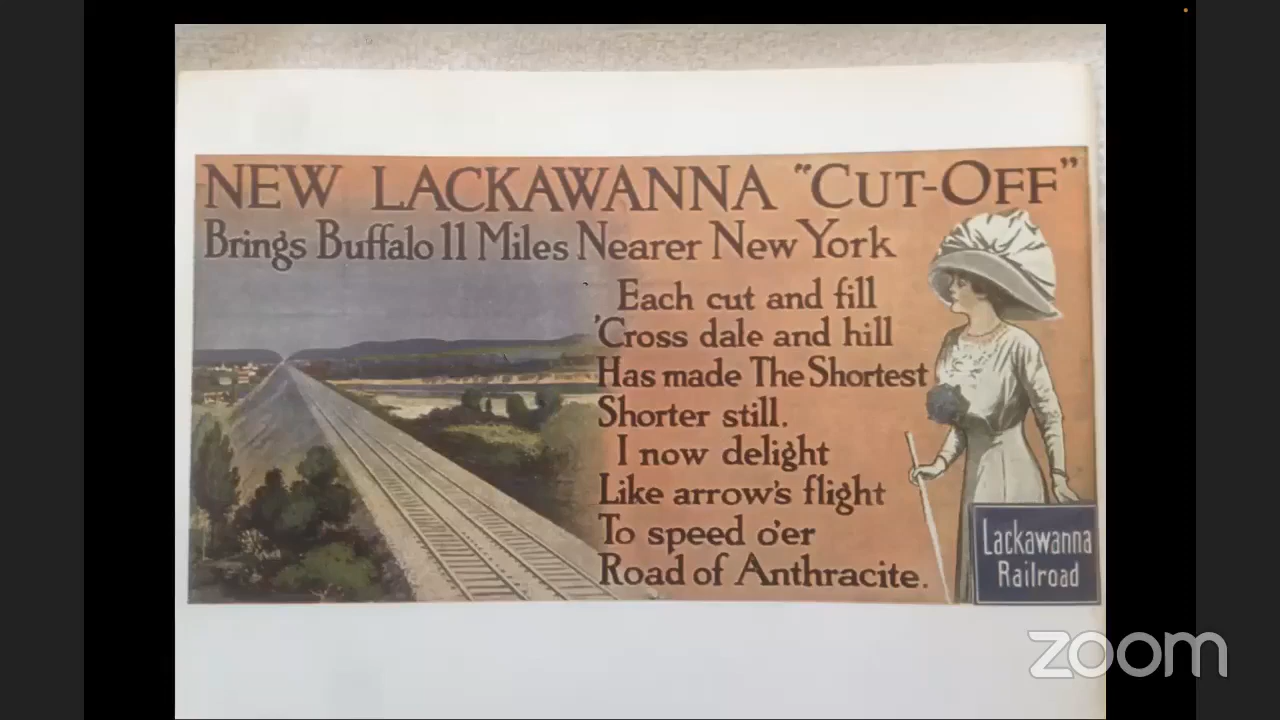 NEW LACKAWANNA "CUT-OFF"
Brings Buffalo 11 Miles Nearer New York
Each cut and fill
'Cross dale and hill
Has made The Shortest
Shorter still.
I now delight
Like arrow's flight
To speed o'er
Road of Anthracite.
Lackawanna
Railroad
zoom